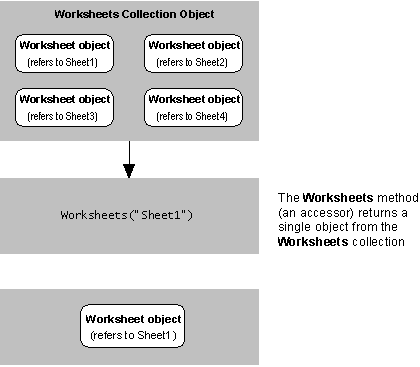 Worksheets Collection Object
Worksheet object
(refers to Sheet1)
Worksheet object
(refers to Sheet2)
Worksheet object
(refers to Sheet3)
Worksheet object
(refers to Sheet4)
Worksheets("Sheet1")
The Worksheets method
(an accessor) returns a
single object from the
Worksheets collection
Worksheet object
(refers to Sheet1)